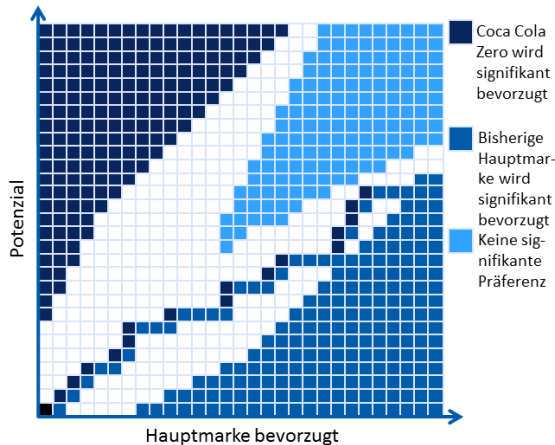 Coca Cola
Zero wird
signifikant
bevorzugt
Bisherige
Hauptmar-
ke wird
signifikant
bevorzugt
Keine sig-
nifikante
Präferenz
Potenzial
Hauptmarke bevorzugt